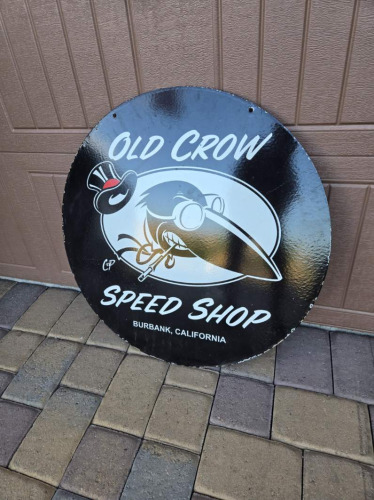 OLD CROW
SPEED SHOP
BURBANK, CALIFORNIA